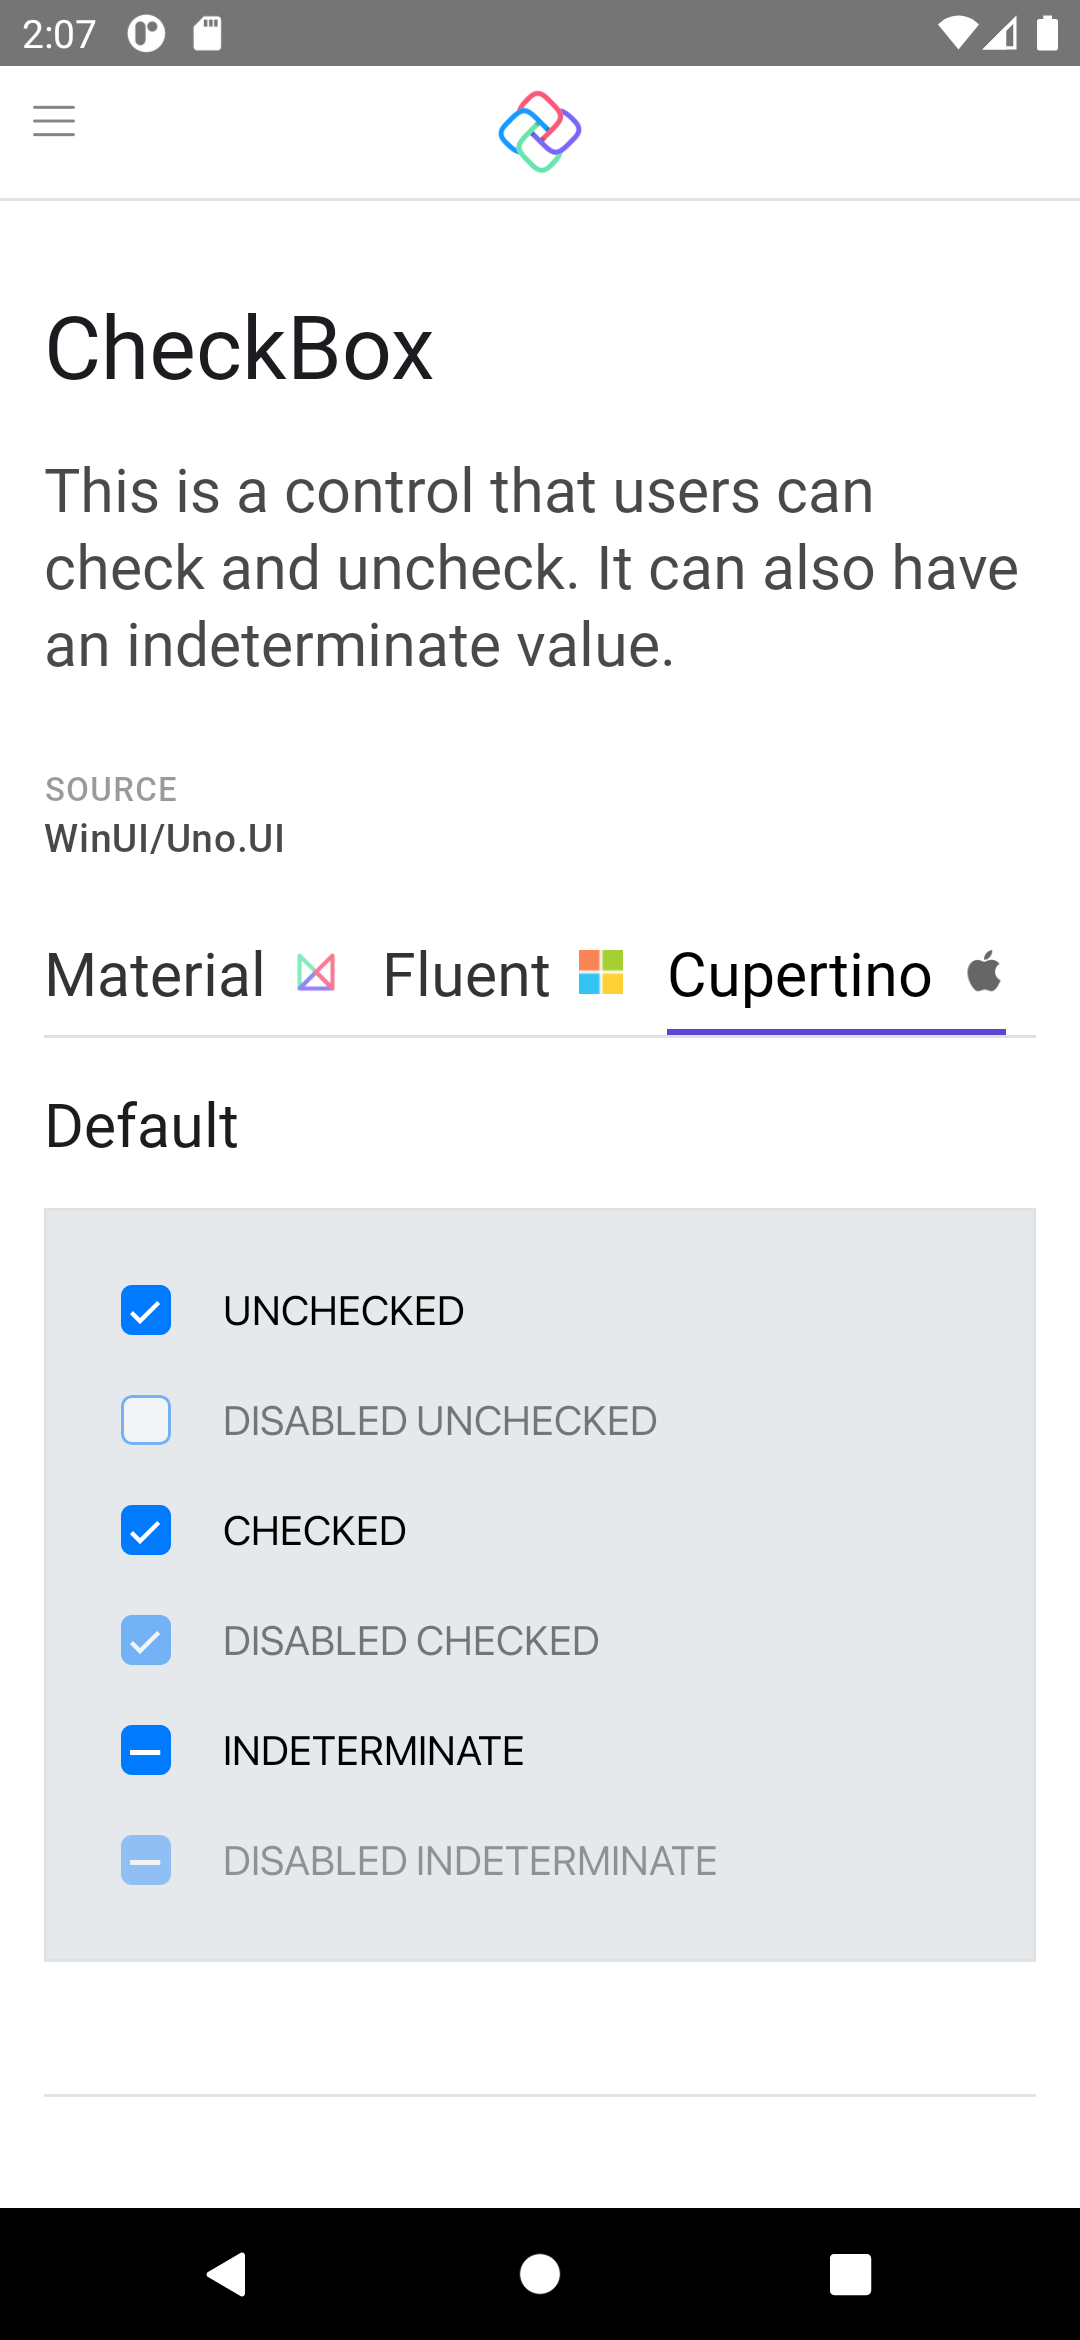 2:07
CheckBox
This is a control that users can
check and uncheck. It can also have
an indeterminate value.
SOURCE
WinUI/Uno.UI
Material Fluent Cupertino
Default
UNCHECKED
DISABLED UNCHECKED
CHECKED
DISABLED CHECKED
INDETERMINATE
DISABLED INDETERMINATE